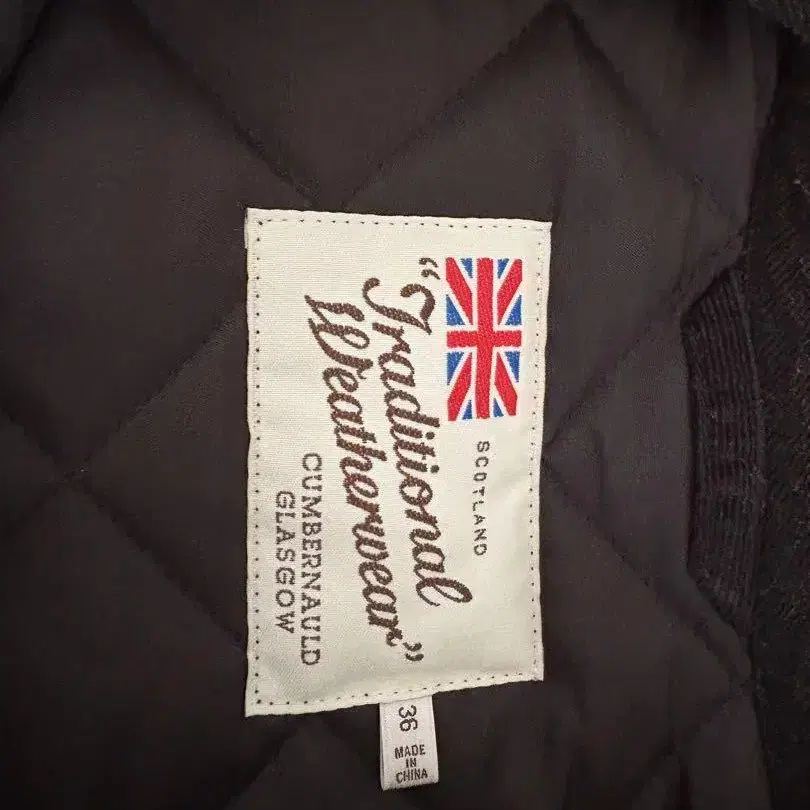 SCOTLAND
“Traditional
Weatherwear”
CUMBERNAULD
GLASGOW
36
MADE
IN
CHINA